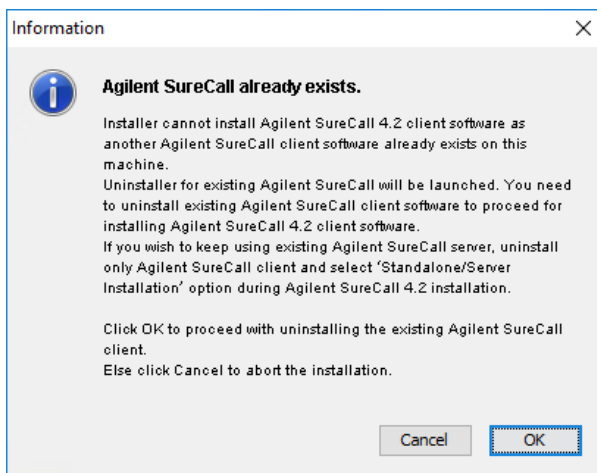 Information
Agilent SureCall already exists.
Installer cannot install Agilent SureCall 4.2 client software as
another Agilent SureCall client software already exists on this
machine.
Uninstaller for existing Agilent SureCall will be launched. You need
to uninstall existing Agilent SureCall client software to proceed for
installing Agilent SureCall 4.2 client software.
If you wish to keep using existing Agilent SureCall server, uninstall
only Agilent SureCall client and select ‘Standalone/Server
Installation’ option during Agilent SureCall 4.2 installation.
Click OK to proceed with uninstalling the existing Agilent SureCall
client.
Else click Cancel to abort the installation.
Cancel
OK